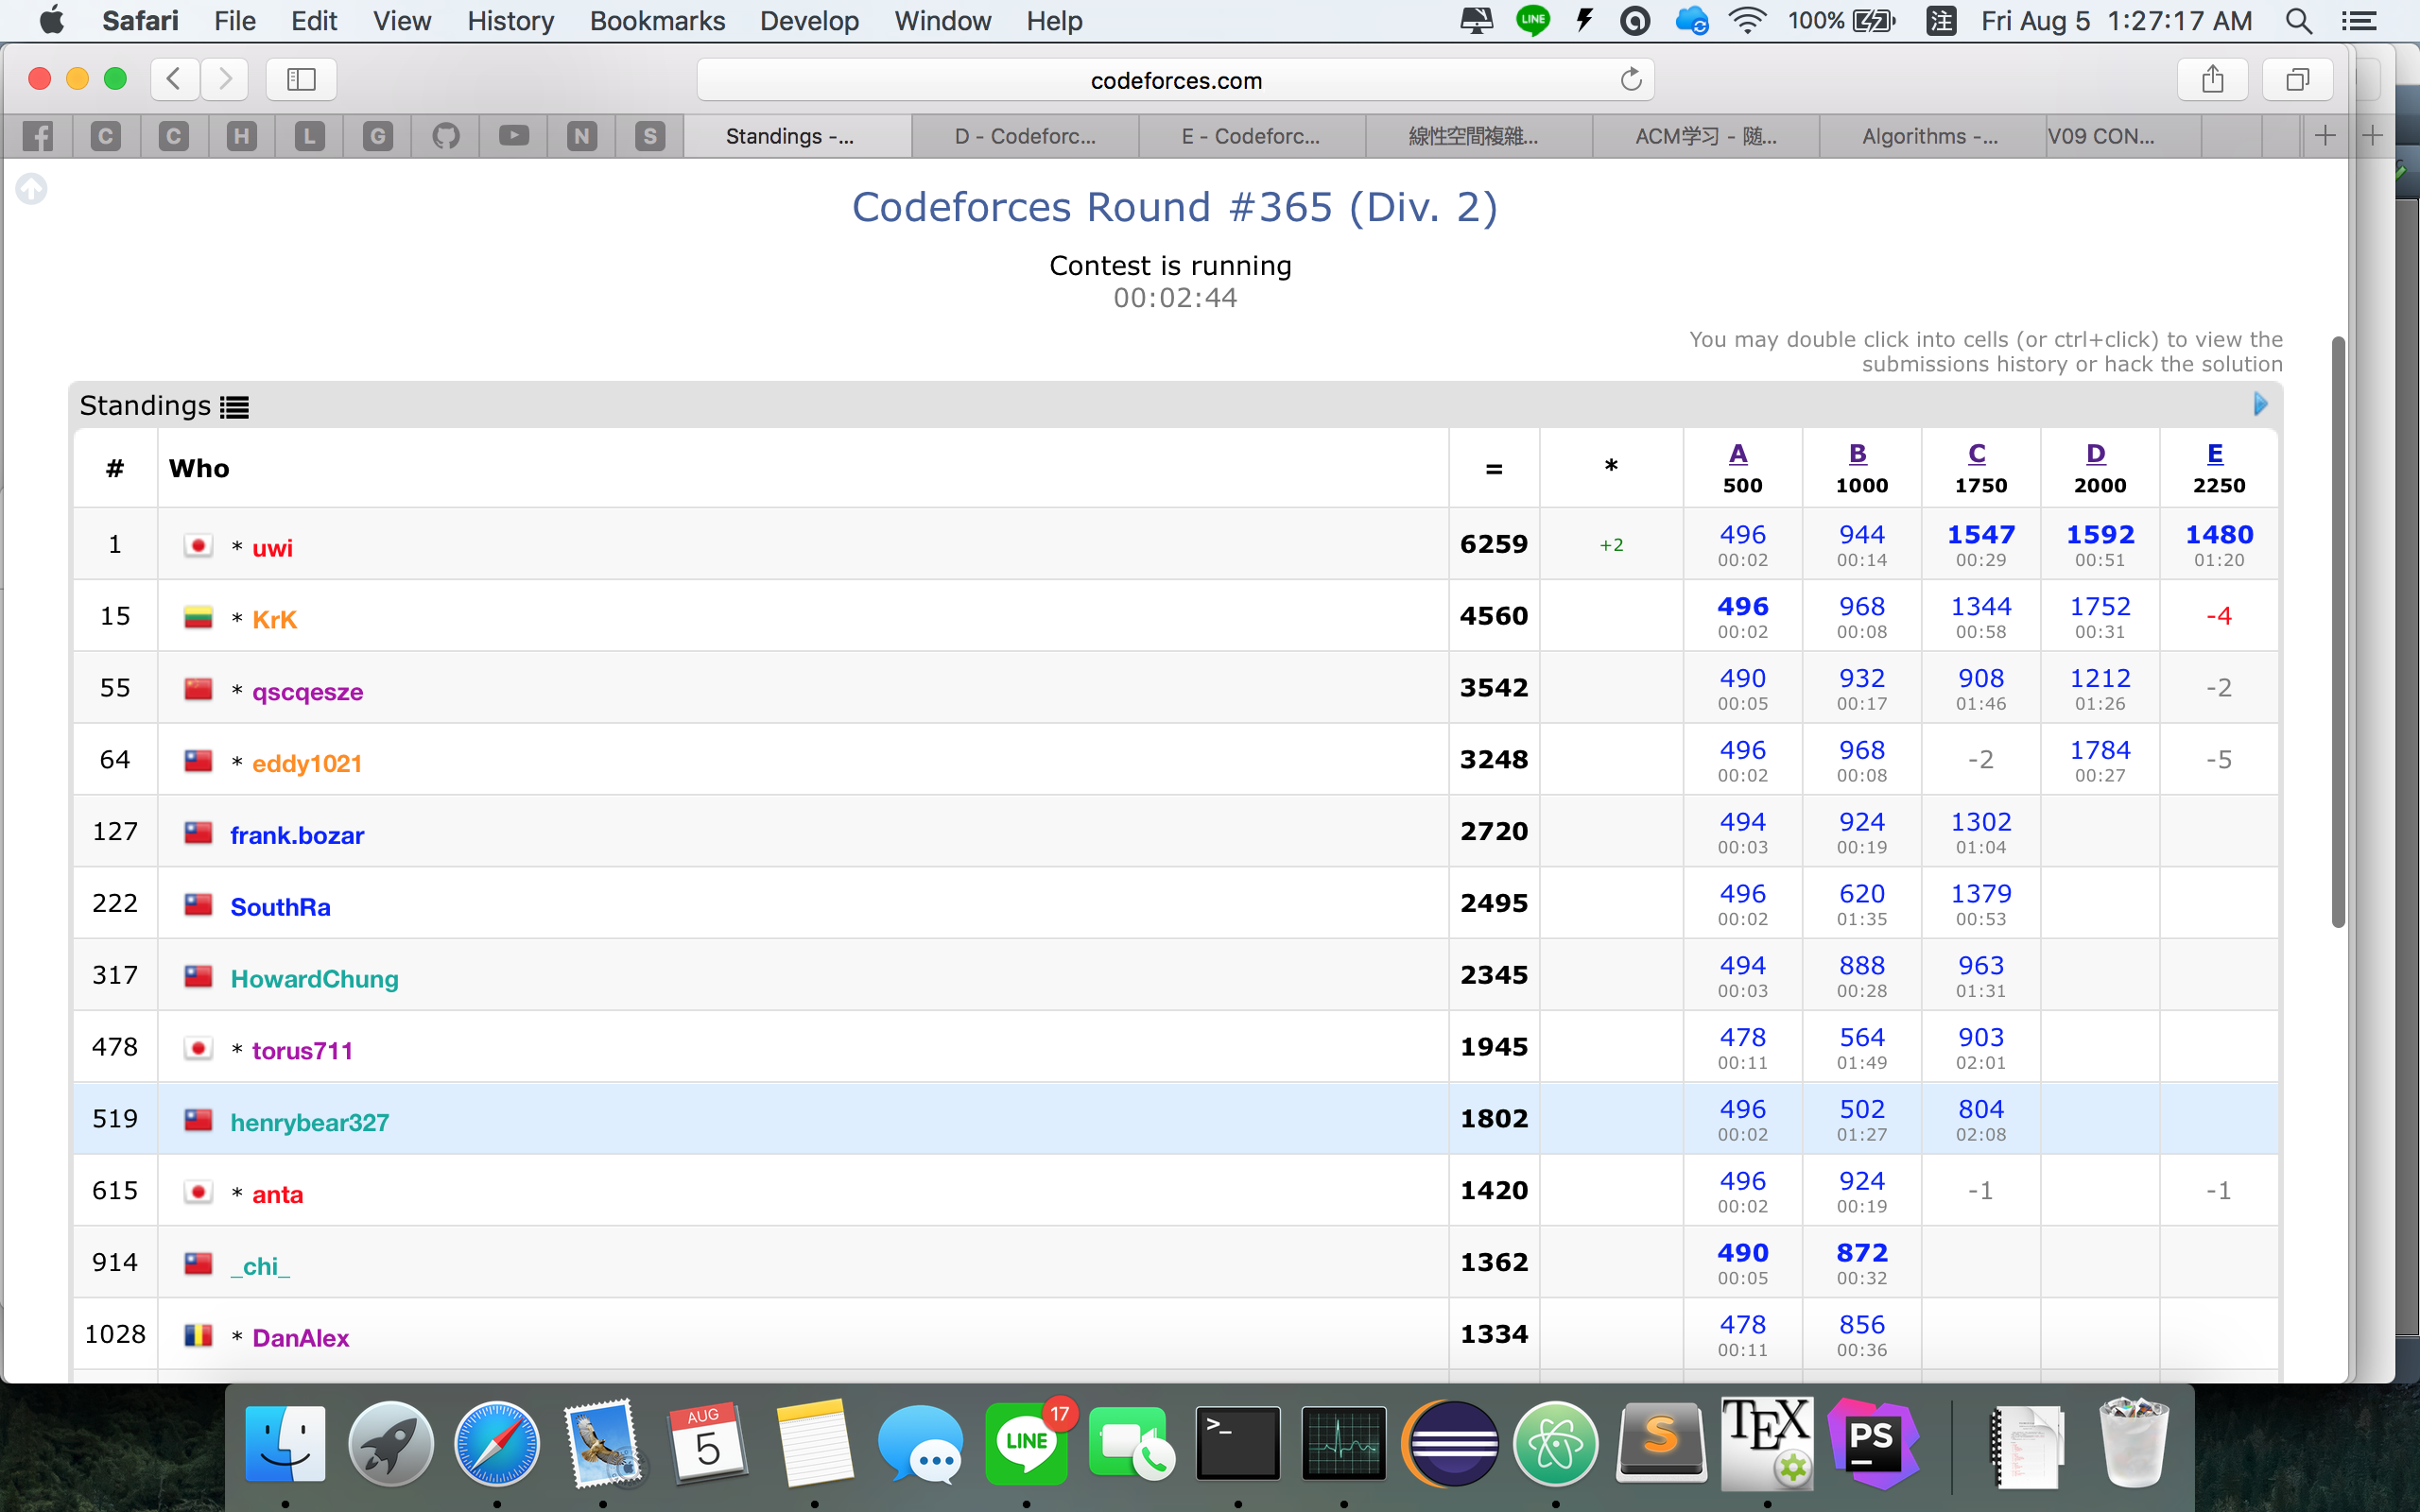 Safari File Edit View History Bookmarks Develop Window Help LINE 100% 注 Fri Aug 5 1:27:17 AM
codeforces.com
C C H L G N S Standings -... D - Codeforc... E - Codeforc... 線性空間複雜... ACM学习 - 随... Algorithms -... V09 CON...
Codeforces Round #365 (Div. 2)
Contest is running
00:02:44
You may double click into cells (or ctrl+click) to view the
submissions history or hack the solution
Standings
# Who = * A B C D E
500 1000 1750 2000 2250
1 * uwi 6259 +2 496 944 1547 1592 1480
00:02 00:14 00:29 00:51 01:20
15 * KrK 4560 496 968 1344 1752 -4
00:02 00:08 00:58 00:31
55 * qscqesze 3542 490 932 908 1212 -2
00:05 00:17 01:46 01:26
64 * eddy1021 3248 496 968 -2 1784 -5
00:02 00:08 00:27
127 frank.bozar 2720 494 924 1302
00:03 00:19 01:04
222 SouthRa 2495 496 620 1379
00:02 01:35 00:53
317 HowardChung 2345 494 888 963
00:03 00:28 01:31
478 * torus711 1945 478 564 903
00:11 01:49 02:01
519 henrybear327 1802 496 502 804
00:02 01:27 02:08
615 * anta 1420 496 924 -1 -1
00:02 00:19
914 _chi_ 1362 490 872
00:05 00:32
1028 * DanAlex 1334 478 856
00:11 00:36
AUG
5
LINE
17
>_
S
TEX
PS